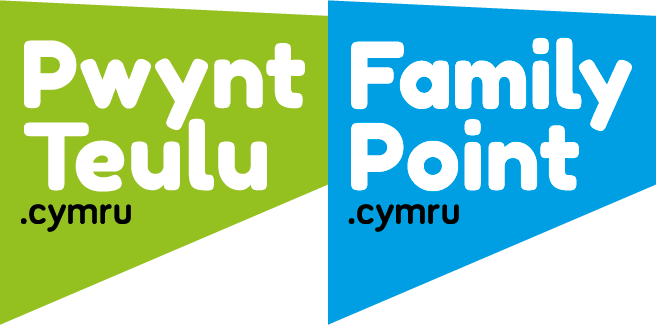 Pwynt
Teulu
.cymru
Family
Point
.cymru